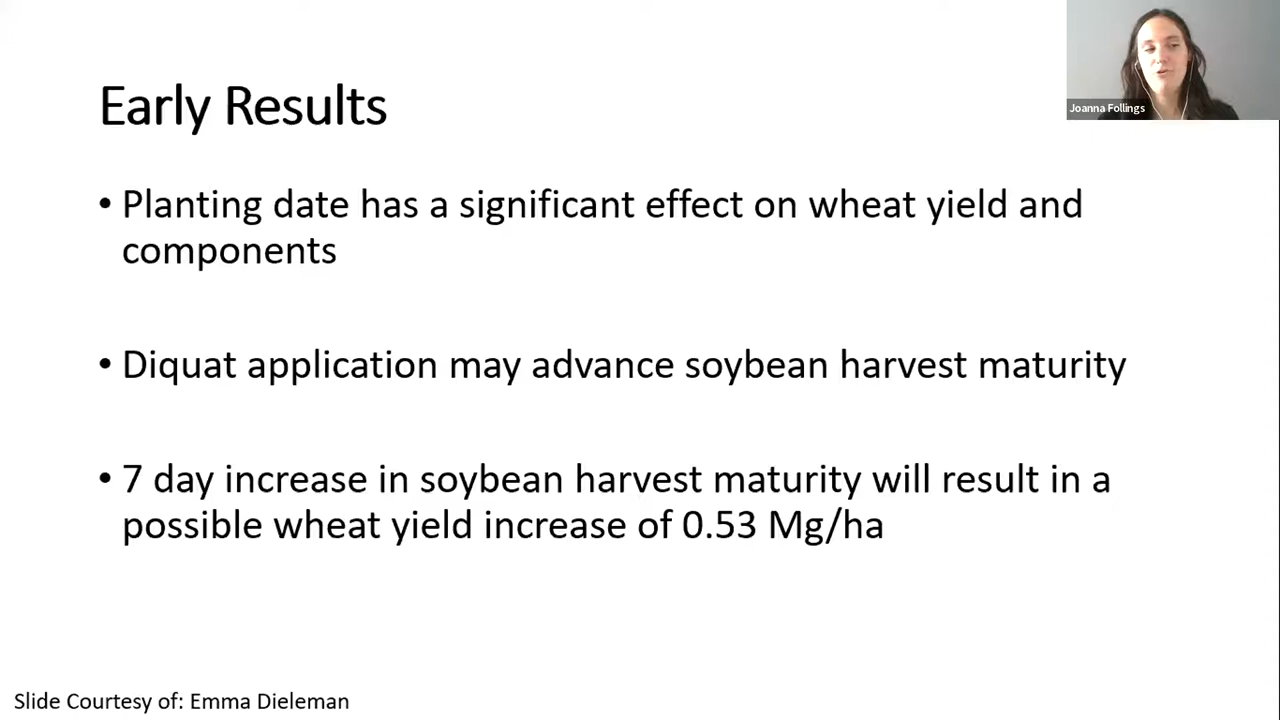 Joanna Follings
Early Results
• Planting date has a significant effect on wheat yield and
components
• Diquat application may advance soybean harvest maturity
• 7 day increase in soybean harvest maturity will result in a
possible wheat yield increase of 0.53 Mg/ha
Slide Courtesy of: Emma Dieleman